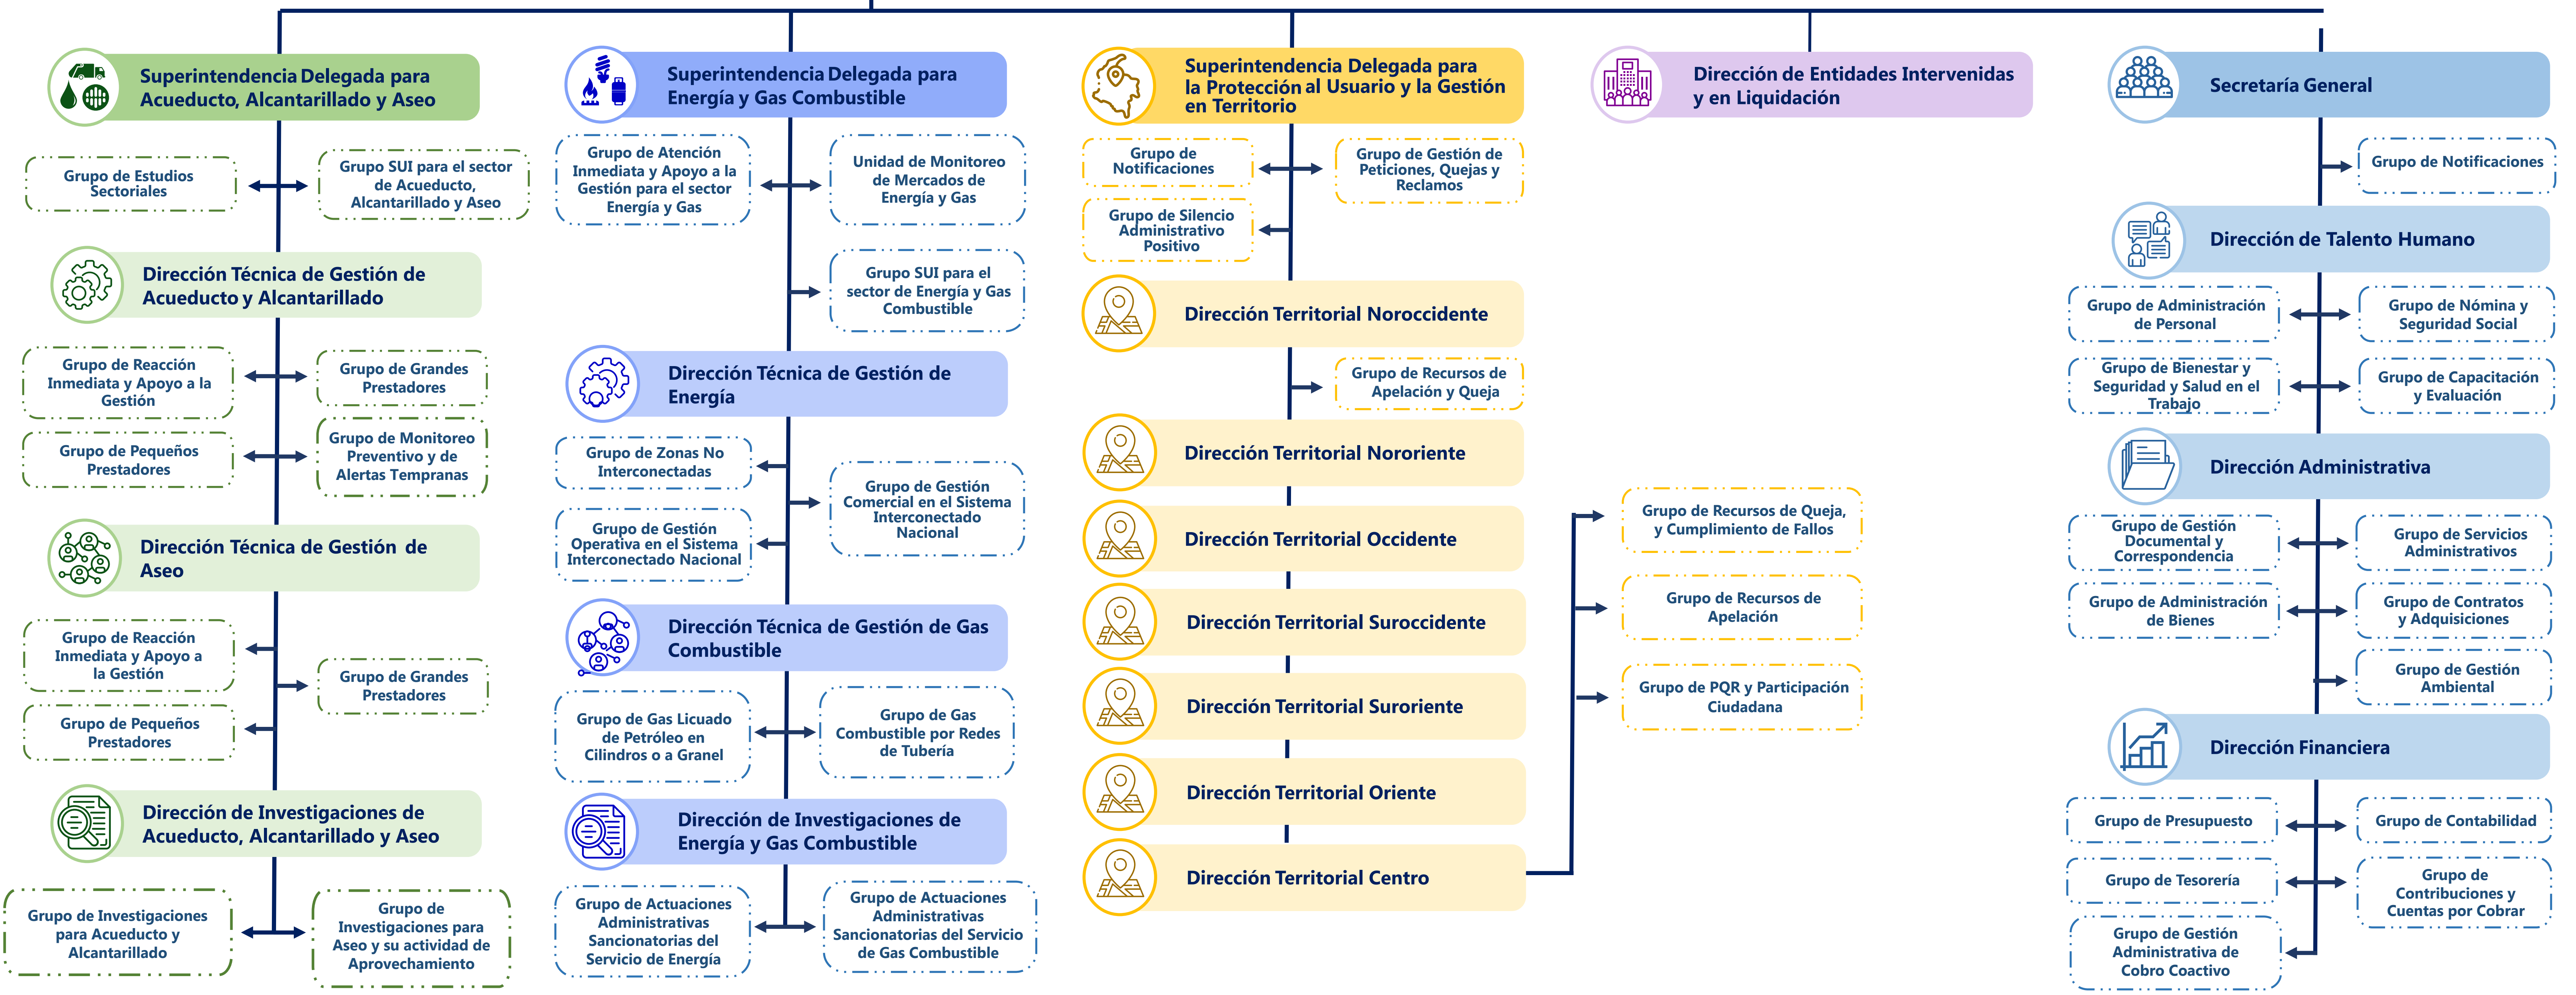 Superintendencia Delegada para
Acueducto, Alcantarillado y Aseo
Grupo de Estudios
Sectoriales
Grupo SUI para el sector
de Acueducto,
Alcantarillado y Aseo
Dirección Técnica de Gestión de
Acueducto y Alcantarillado
Grupo de Reacción
Inmediata y Apoyo a la
Gestión
Grupo de Grandes
Prestadores
Grupo de Pequeños
Prestadores
Grupo de Monitoreo
Preventivo y de
Alertas Tempranas
Dirección Técnica de Gestión de
Aseo
Grupo de Reacción
Inmediata y Apoyo a
la Gestión
Grupo de Grandes
Prestadores
Grupo de Pequeños
Prestadores
Dirección de Investigaciones de
Acueducto, Alcantarillado y Aseo
Grupo de Investigaciones
para Acueducto y
Alcantarillado
Grupo de
Investigaciones para
Aseo y su actividad de
Aprovechamiento
Superintendencia Delegada para
Energía y Gas Combustible
Grupo de Atención
Inmediata y Apoyo a la
Gestión para el sector
Energía y Gas
Unidad de Monitoreo
de Mercados de
Energía y Gas
Grupo SUI para el
sector de Energía y Gas
Combustible
Dirección Técnica de Gestión de
Energía
Grupo de Zonas No
Interconectadas
Grupo de Gestión
Comercial en el Sistema
Interconectado
Nacional
Grupo de Gestión
Operativa en el Sistema
Interconectado Nacional
Dirección Técnica de Gestión de Gas
Combustible
Grupo de Gas Licuado
de Petróleo en
Cilindros o a Granel
Grupo de Gas
Combustible por Redes
de Tubería
Dirección de Investigaciones de
Energía y Gas Combustible
Grupo de Actuaciones
Administrativas
Sancionatorias del
Servicio de Energía
Grupo de Actuaciones
Administrativas
Sancionatorias del Servicio
de Gas Combustible
Superintendencia Delegada para
la Protección al Usuario y la Gestión
en Territorio
Grupo de
Notificaciones
Grupo de Gestión de
Peticiones, Quejas y
Reclamos
Grupo de Silencio
Administrativo
Positivo
Dirección Territorial Noroccidente
Grupo de Recursos de
Apelación y Queja
Dirección Territorial Nororiente
Dirección Territorial Occidente
Dirección Territorial Suroccidente
Dirección Territorial Suroriente
Dirección Territorial Oriente
Dirección Territorial Centro
Grupo de Recursos de Queja,
y Cumplimiento de Fallos
Grupo de Recursos de
Apelación
Grupo de PQR y Participación
Ciudadana
Dirección de Entidades Intervenidas
y en Liquidación
Secretaría General
Grupo de Notificaciones
Dirección de Talento Humano
Grupo de Administración
de Personal
Grupo de Nómina y
Seguridad Social
Grupo de Bienestar y
Seguridad y Salud en el
Trabajo
Grupo de Capacitación
y Evaluación
Dirección Administrativa
Grupo de Gestión
Documental y
Correspondencia
Grupo de Servicios
Administrativos
Grupo de Administración
de Bienes
Grupo de Contratos
y Adquisiciones
Grupo de Gestión
Ambiental
Dirección Financiera
Grupo de Presupuesto
Grupo de Contabilidad
Grupo de Tesorería
Grupo de
Contribuciones y
Cuentas por Cobrar
Grupo de Gestión
Administrativa de
Cobro Coactivo